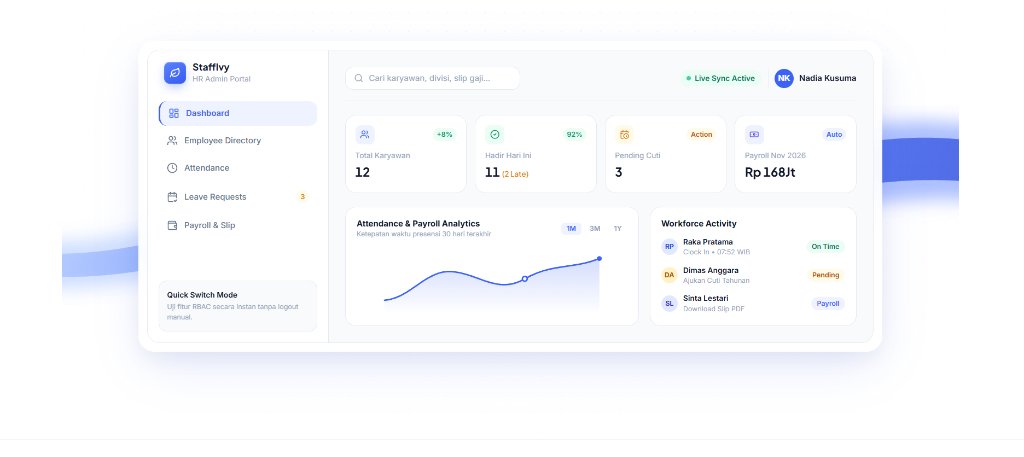 StaffIvy
HR Admin Portal
Dashboard
Employee Directory
Attendance
Leave Requests 3
Payroll & Slip
Quick Switch Mode
Uji fitur RBAC secara instan tanpa logout
manual.
Cari karyawan, divisi, slip gaji...
Live Sync Active
NK Nadia Kusuma
+8%
Total Karyawan
12
92%
Hadir Hari Ini
11 (2 Late)
Action
Pending Cuti
3
Auto
Payroll Nov 2026
Rp 168Jt
Attendance & Payroll Analytics
Ketepatan waktu presensi 30 hari terakhir
1M 3M 1Y
Workforce Activity
RP Raka Pratama
Clock In • 07:52 WIB
On Time
DA Dimas Anggara
Ajukan Cuti Tahunan
Pending
SL Sinta Lestari
Download Slip PDF
Payroll